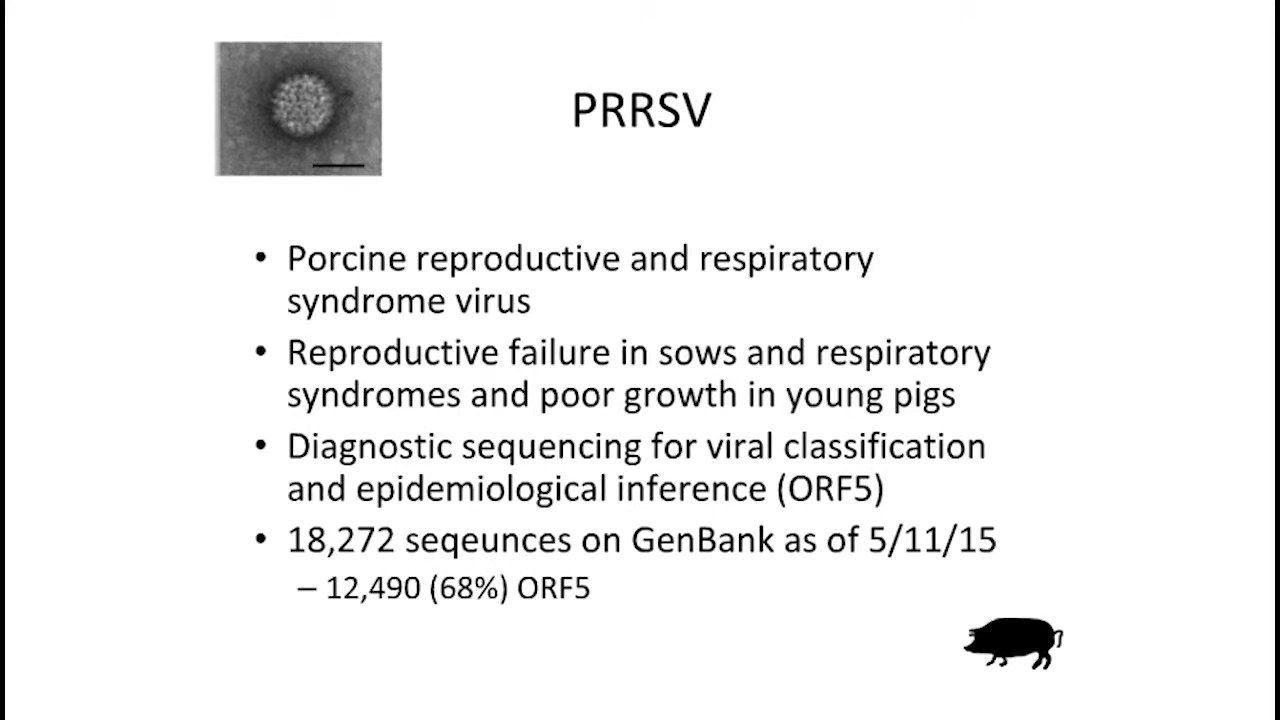 PRRSV
• Porcine reproductive and respiratory
syndrome virus
• Reproductive failure in sows and respiratory
syndromes and poor growth in young pigs
• Diagnostic sequencing for viral classification
and epidemiological inference (ORF5)
• 18,272 seqeunces on GenBank as of 5/11/15
– 12,490 (68%) ORF5